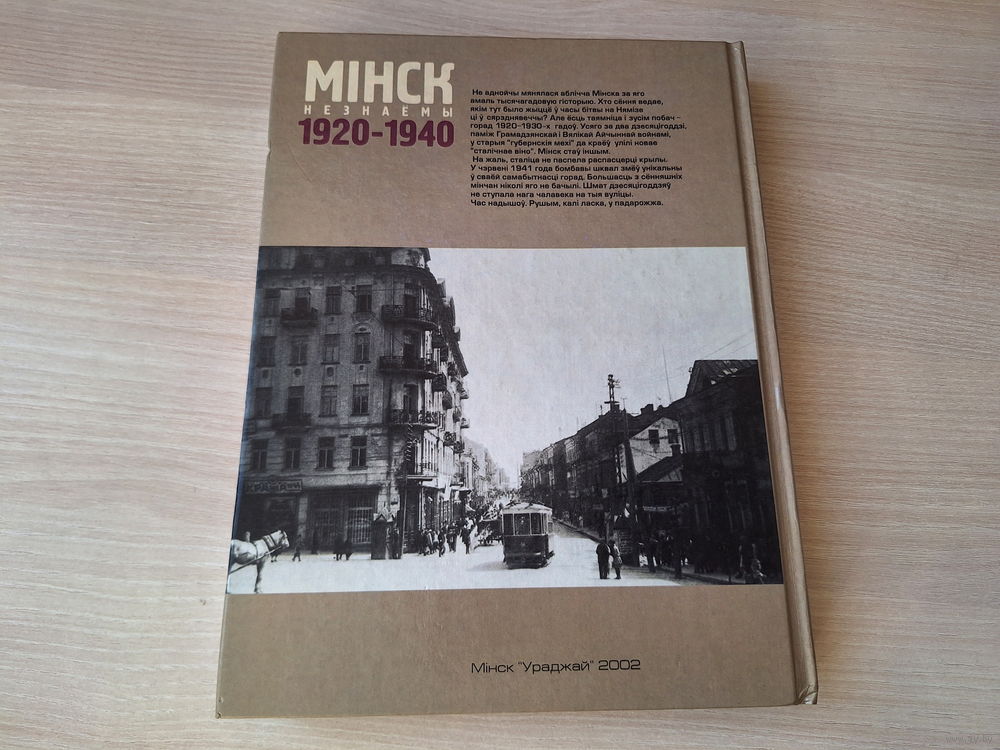 МІНСК
НЕЗНАЁМЫ
1920-1940
Не аднойчы мянялася аблічча Мінска за яго
амаль тысячагадовую гісторыю. Хто сёння ведае,
якім тут было жыццё ў часы бітвы на Нямізе
ці ў сярэднявеччы? Але ёсць таямніца і зусім побач -
горад 1920-1930-х гадоў. Усяго за два дзесяцігоддзі,
паміж Грамадзянскай і Вялікай Айчыннай войнамі,
у старыя "губернскія мехі" да краёў улілі новае
"сталічнае віно". Мінск стаў іншым.
На жаль, сталіца не паспела распасцерці крылы.
У чэрвені 1941 года бомбавы шквал змёў унікальны
ў сваёй самабытнасці горад. Большасць з сённяшніх
мінчан ніколі яго не бачылі. Шмат дзесяцігоддзяў
не ступала нага чалавека на тыя вуліцы.
Час надышоў. Рушым, калі ласка, у падарожжа.
Мінск "Ураджай" 2002